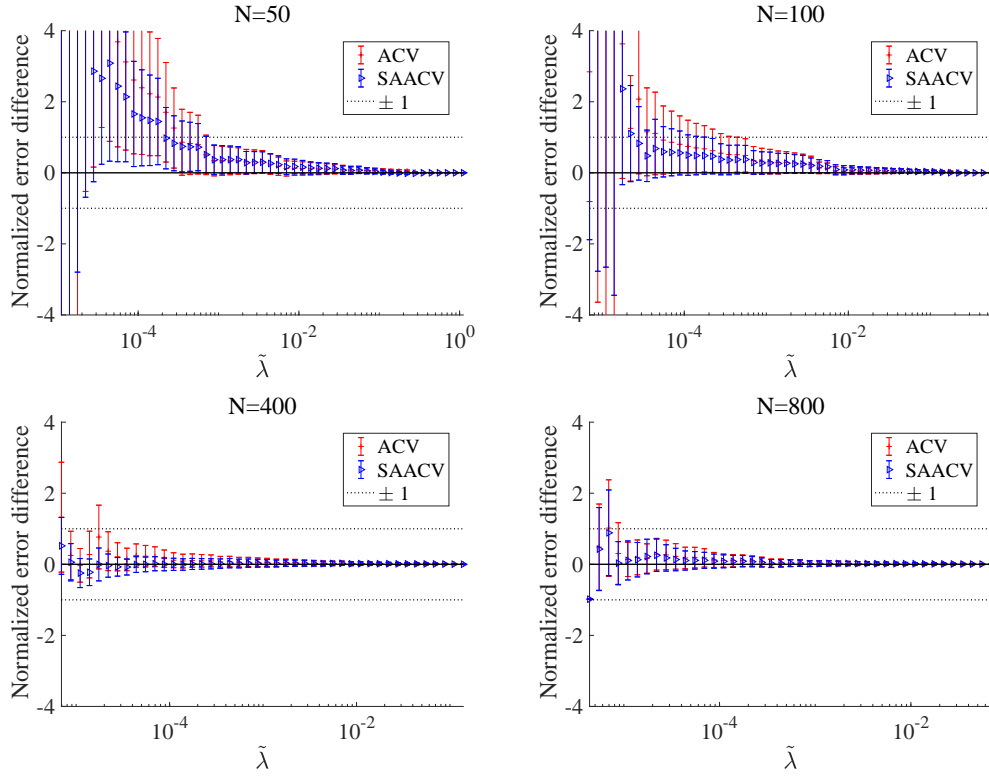 N=50
4
2
0
-2
-4
Normalized error difference
ACV
SAACV
± 1
10^-4
10^-2
10^0
λ̃
N=100
4
2
0
-2
-4
Normalized error difference
ACV
SAACV
± 1
10^-4
10^-2
λ̃
N=400
4
2
0
-2
-4
Normalized error difference
ACV
SAACV
± 1
10^-4
10^-2
λ̃
N=800
4
2
0
-2
-4
Normalized error difference
ACV
SAACV
± 1
10^-4
10^-2
λ̃